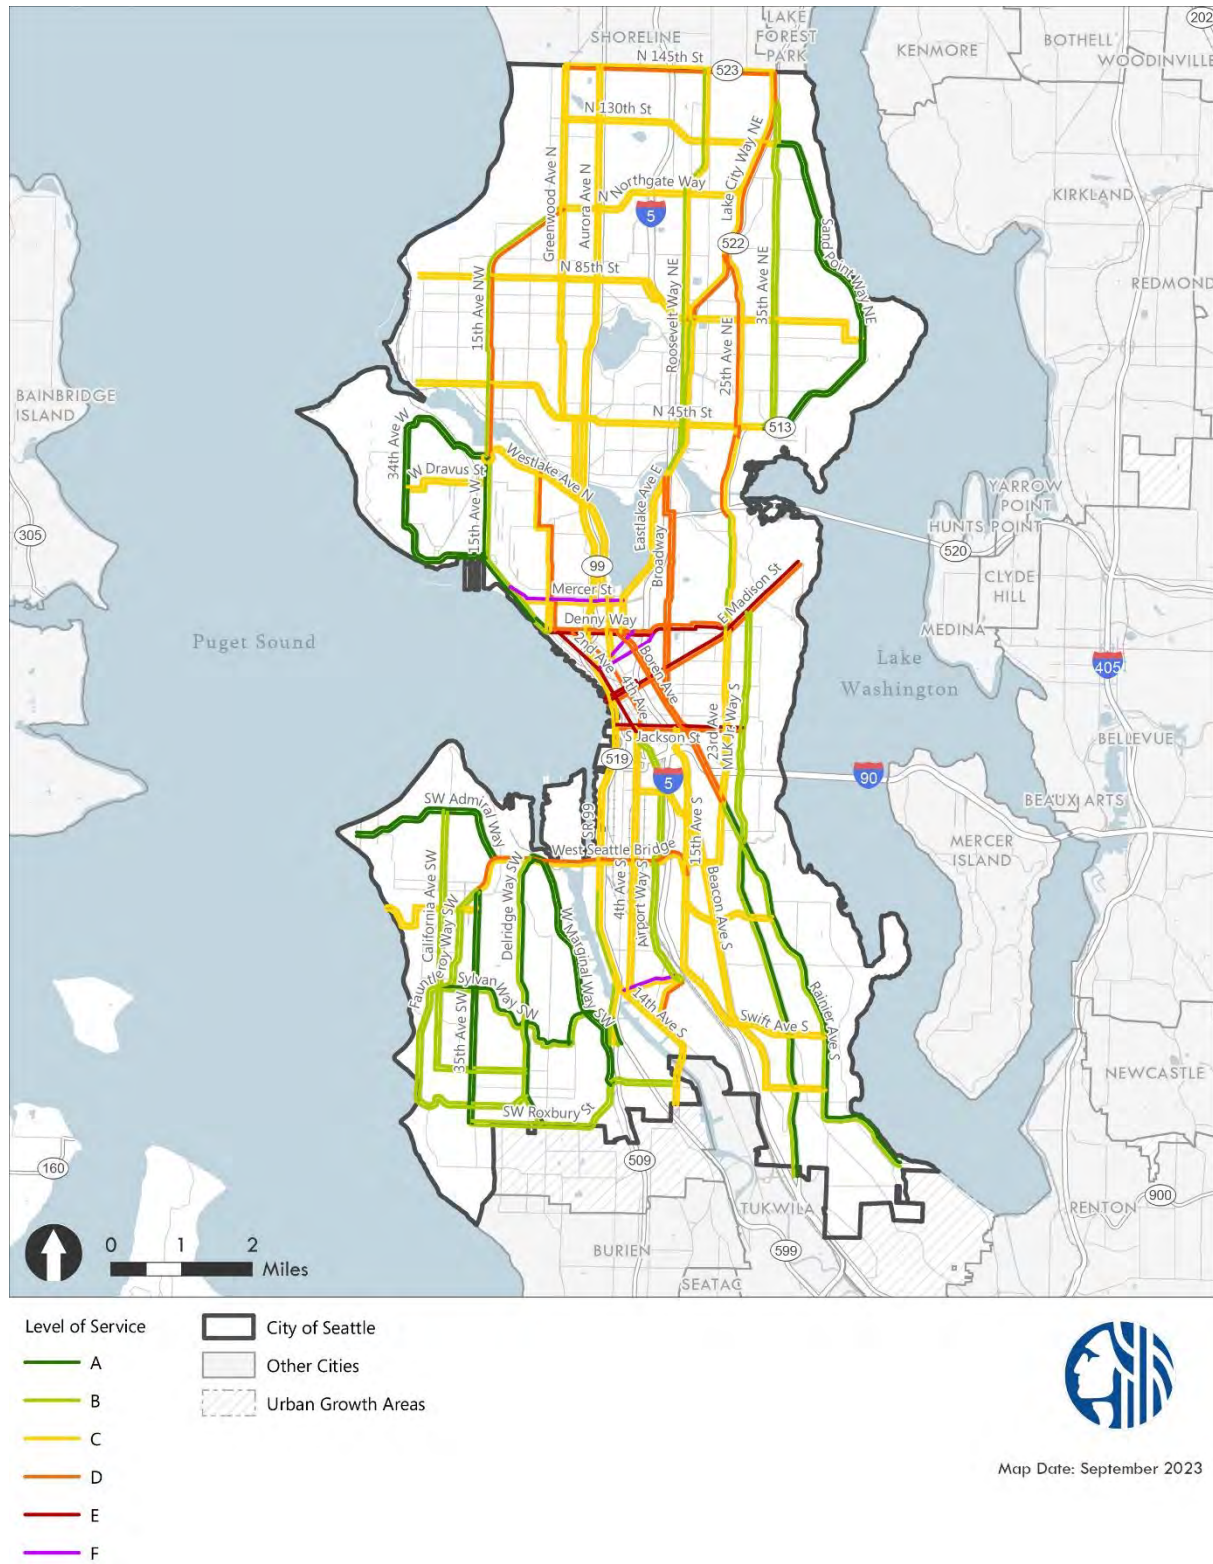 202
LAKE
FOREST
PARK
SHORELINE
BOTHELL
KENMORE
WOODINVILLE
N 145th St
523
N 130th St
Greenwood Ave N
Aurora Ave N
Lake City Way NE
N Northgate Way
KIRKLAND
5
522
Sand Point Way NE
N 85th St
REDMOND
15th Ave NW
Roosevelt Way NE
35th Ave NE
25th Ave NE
BAINBRIDGE
ISLAND
N 45th St
513
34th Ave W
W Dravus St
Westlake Ave N
15th Ave W
Eastlake Ave E
Broadway
YARROW
POINT
HUNTS POINT
305
520
99
CLYDE
HILL
Mercer St
E Madison St
Denny Way
MEDINA
Puget Sound
2nd Ave
Boren Ave
4th Ave
Lake
Washington
405
23rd Ave
MLK Jr Way S
S Jackson St
BELLEVUE
519
5
90
SW Admiral Way
SR 99
15th Ave S
BEAUX ARTS
West Seattle Bridge
MERCER
ISLAND
California Ave SW
Fauntleroy Way SW
Delridge Way SW
W Marginal Way SW
4th Ave S
Airport Way S
Beacon Ave S
Sylvan Way SW
35th Ave SW
14th Ave S
Swift Ave S
Rainier Ave S
NEWCASTLE
SW Roxbury St
160
509
TUKWILA
RENTON
900
BURIEN
599
SEATAC
0 1 2
Miles
Level of Service
A
B
C
D
E
F
City of Seattle
Other Cities
Urban Growth Areas
Map Date: September 2023